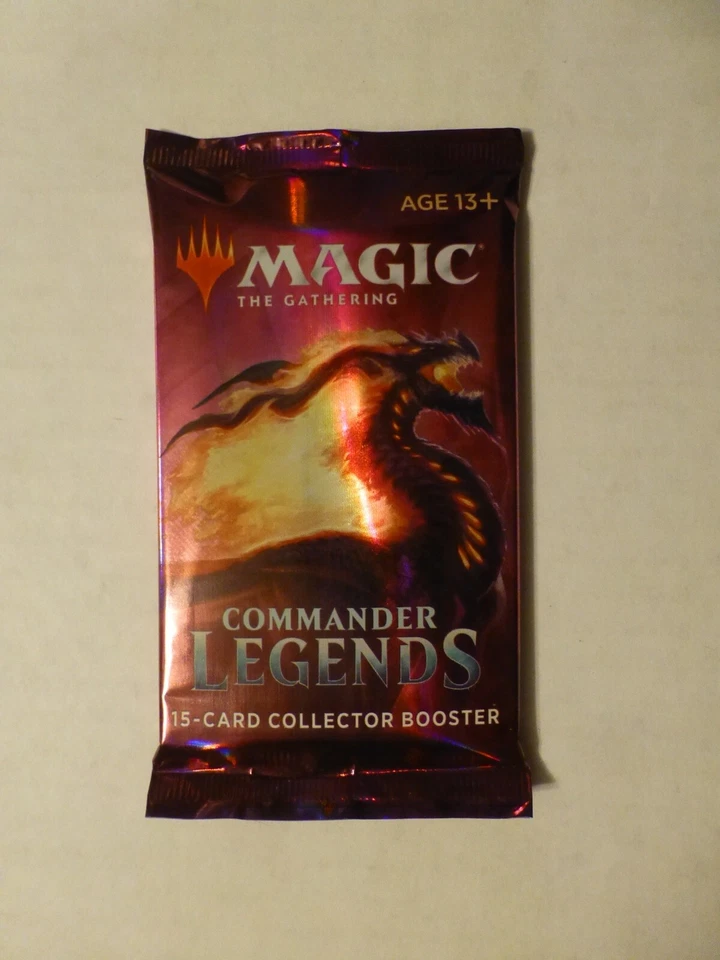 AGE 13+
MAGIC
THE GATHERING
COMMANDER
LEGENDS
15-CARD COLLECTOR BOOSTER